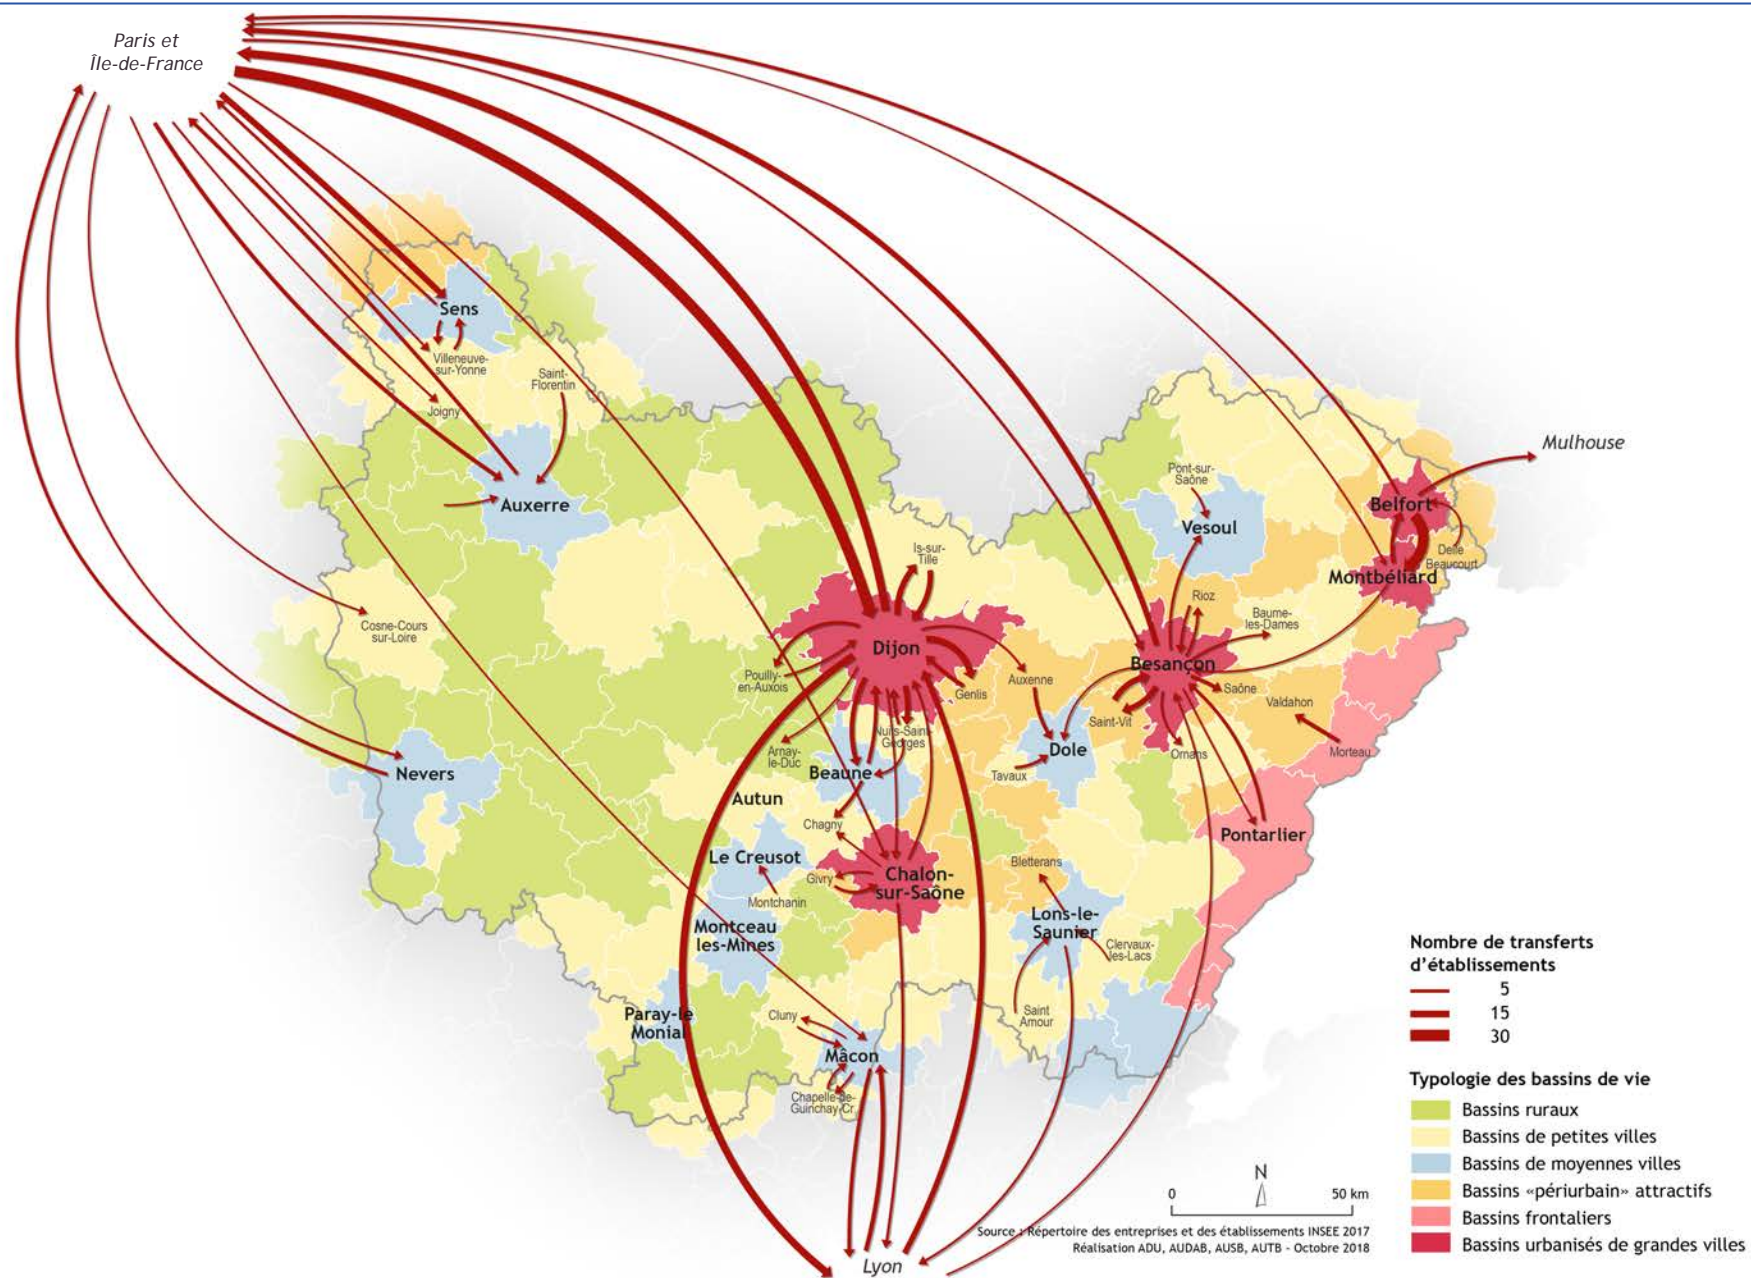 Paris et
Île-de-France
Sens
Villeneuve-
sur-Yonne
Saint-
Florentin
Joigny
Auxerre
Mulhouse
Pont-sur-
Saône
Vesoul
Belfort
Delle
Beaucourt
Montbéliard
Is-sur-
Tille
Rioz
Baume-
les-Dames
Cosne-Cours
sur-Loire
Dijon
Besançon
Pouilly-
en-Auxois
Genlis
Auxenne
Saône
Valdahon
Saint-Vit
Nuits-Saint-
Georges
Arnay-
le-Duc
Dole
Ornans
Morteau
Nevers
Beaune
Tavaux
Autun
Chagny
Pontarlier
Le Creusot
Givry
Chalon-
sur-Saône
Bletterans
Montchanin
Montceau
les-Mines
Lons-le-
Saunier
Clervaux-
les-Lacs
Paray-le
Monial
Cluny
Saint
Amour
Mâcon
Chapelle-de-
Guinchay-Cr.
Lyon
Nombre de transferts
d'établissements
5
15
30
Typologie des bassins de vie
Bassins ruraux
Bassins de petites villes
Bassins de moyennes villes
Bassins «périurbain» attractifs
Bassins frontaliers
Bassins urbanisés de grandes villes
N
0 50 km
Source : Répertoire des entreprises et des établissements INSEE 2017
Réalisation ADU, AUDAB, AUSB, AUTB - Octobre 2018